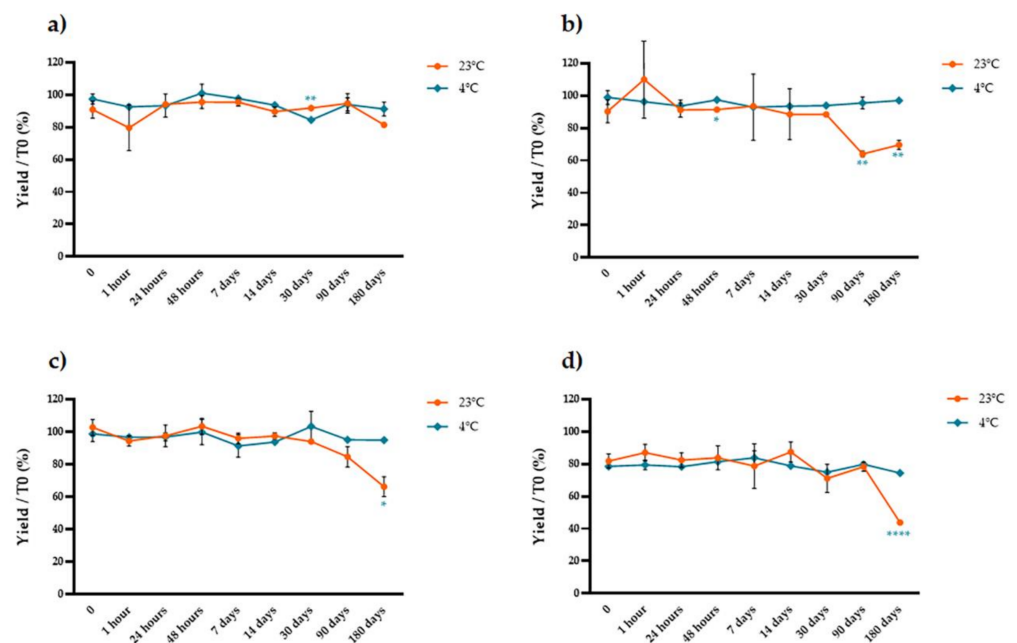 a)
120
100
80
60
40
20
0
Yield / T0 (%)
**
23°C
4°C
0
1 hour
24 hours
48 hours
7 days
14 days
30 days
90 days
180 days
b)
120
100
80
60
40
20
0
Yield / T0 (%)
*
**
**
23°C
4°C
0
1 hour
24 hours
48 hours
7 days
14 days
30 days
90 days
180 days
c)
120
100
80
60
40
20
0
Yield / T0 (%)
*
23°C
4°C
0
1 hour
24 hours
48 hours
7 days
14 days
30 days
90 days
180 days
d)
120
100
80
60
40
20
0
Yield / T0 (%)
****
23°C
4°C
0
1 hour
24 hours
48 hours
7 days
14 days
30 days
90 days
180 days